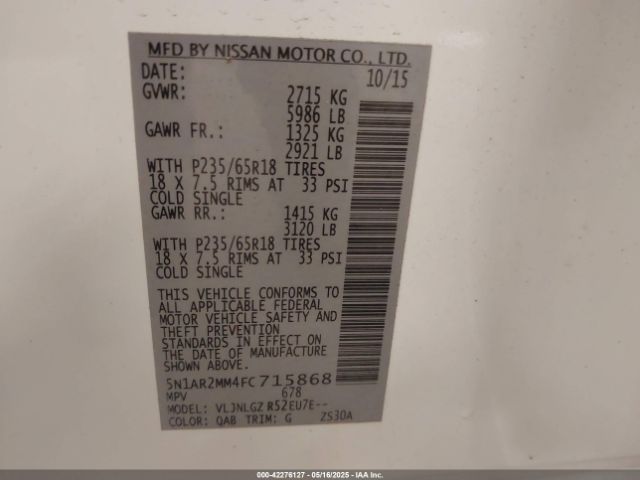 MFD BY NISSAN MOTOR CO., LTD.
DATE: 10/15
GVWR: 2715 KG
5986 LB
GAWR FR.: 1325 KG
2921 LB
WITH P235/65R18 TIRES
18 X 7.5 RIMS AT 33 PSI
COLD SINGLE
GAWR RR.: 1415 KG
3120 LB
WITH P235/65R18 TIRES
18 X 7.5 RIMS AT 33 PSI
COLD SINGLE
THIS VEHICLE CONFORMS TO
ALL APPLICABLE FEDERAL
MOTOR VEHICLE SAFETY AND
THEFT PREVENTION
STANDARDS IN EFFECT ON
THE DATE OF MANUFACTURE
SHOWN ABOVE.
5N1AR2MM4FC715868
MPV 678
MODEL: VLJNLGZ R52EU7E--
COLOR: QAB TRIM: G ZS30A
000-42276127 - 05/16/2025 - IAAI.COM